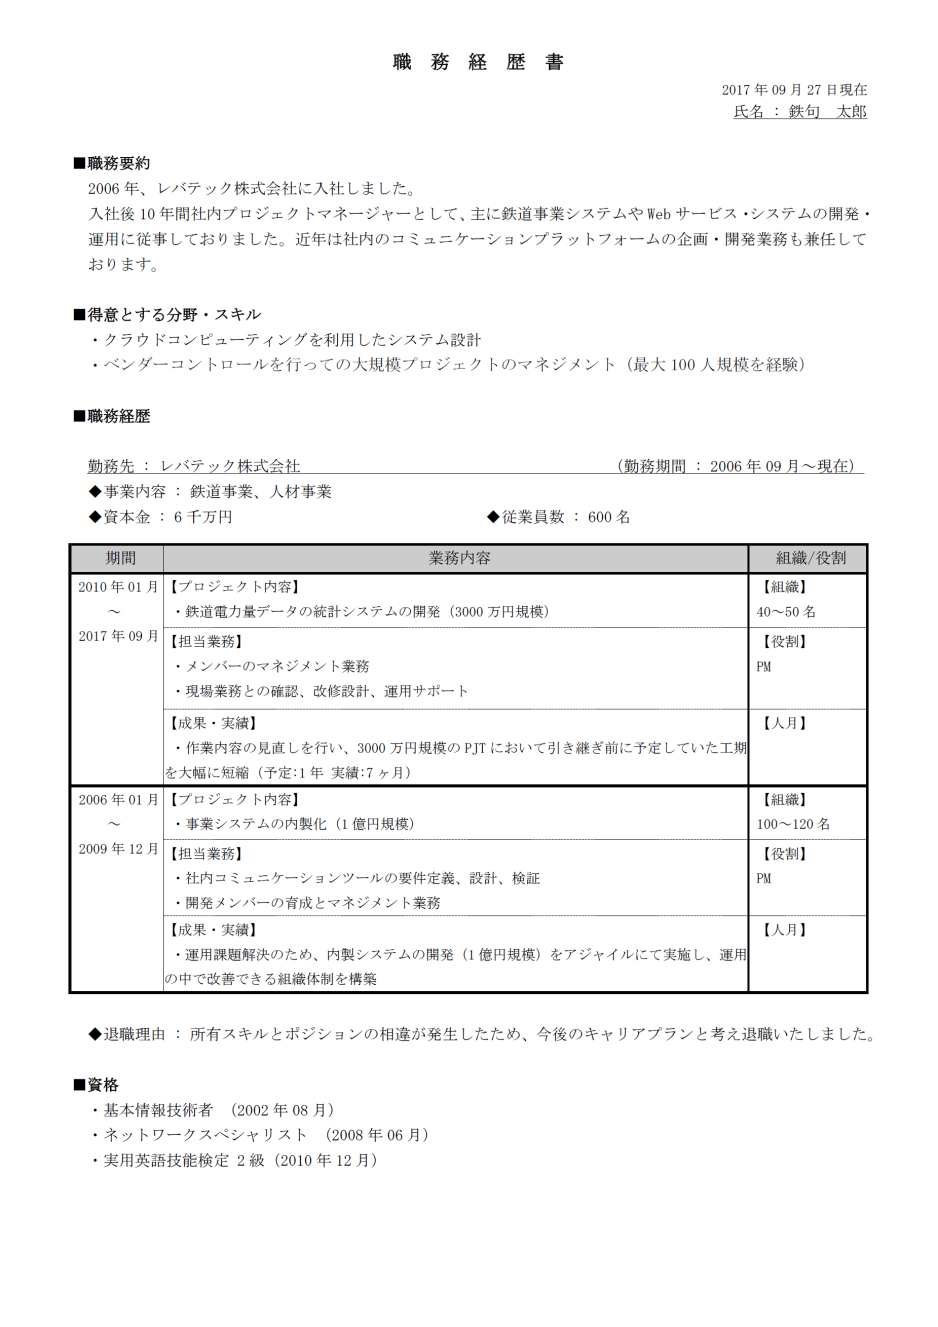 職 務 経 歴 書
2017 年 09 月 27 日現在
氏名 ： 鉄句　太郎
■職務要約
2006 年、レバテック株式会社に入社しました。
入社後 10 年間社内プロジェクトマネージャーとして、主に鉄道事業システムや Web サービス・システムの開発・
運用に従事しておりました。近年は社内のコミュニケーションプラットフォームの企画・開発業務も兼任して
おります。
■得意とする分野・スキル
・クラウドコンピューティングを利用したシステム設計
・ベンダーコントロールを行っての大規模プロジェクトのマネジメント（最大 100 人規模を経験）
■職務経歴
勤務先 ： レバテック株式会社　（勤務期間 ： 2006 年 09 月～現在）
◆事業内容 ： 鉄道事業、人材事業
◆資本金 ： 6 千万円　◆従業員数 ： 600 名
期間　業務内容　組織/役割
2010 年 01 月
～
2017 年 09 月
【プロジェクト内容】
・鉄道電力量データの統計システムの開発（3000 万円規模）
【組織】
40～50 名
【担当業務】
・メンバーのマネジメント業務
・現場業務との確認、改修設計、運用サポート
【役割】
PM
【成果・実績】
・作業内容の見直しを行い、3000 万円規模の PJT において引き継ぎ前に予定していた工期
を大幅に短縮（予定:1 年 実績:7 ヶ月）
【人月】
2006 年 01 月
～
2009 年 12 月
【プロジェクト内容】
・事業システムの内製化（1 億円規模）
【組織】
100～120 名
【担当業務】
・社内コミュニケーションツールの要件定義、設計、検証
・開発メンバーの育成とマネジメント業務
【役割】
PM
【成果・実績】
・運用課題解決のため、内製システムの開発（1 億円規模）をアジャイルにて実施し、運用
の中で改善できる組織体制を構築
【人月】
◆退職理由 ： 所有スキルとポジションの相違が発生したため、今後のキャリアプランと考え退職いたしました。
■資格
・基本情報技術者　（2002 年 08 月）
・ネットワークスペシャリスト　（2008 年 06 月）
・実用英語技能検定 2 級（2010 年 12 月）